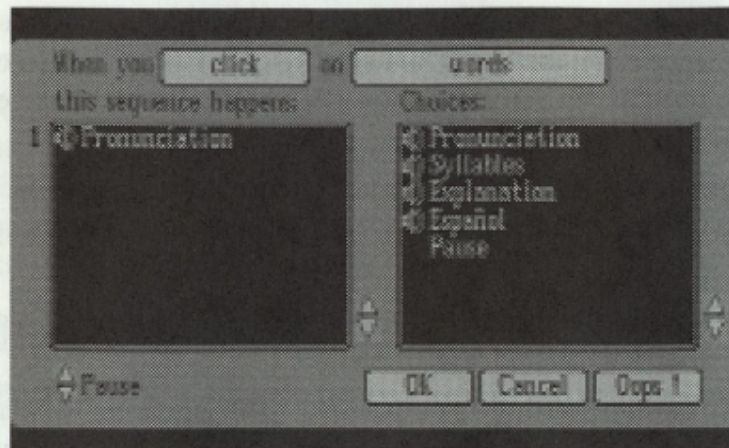 When you click on words
this sequence happens:
Choices:
1 Pronunciation
Pronunciation
Syllables
Explanation
Español
Pause
Pause
OK Cancel Oops !